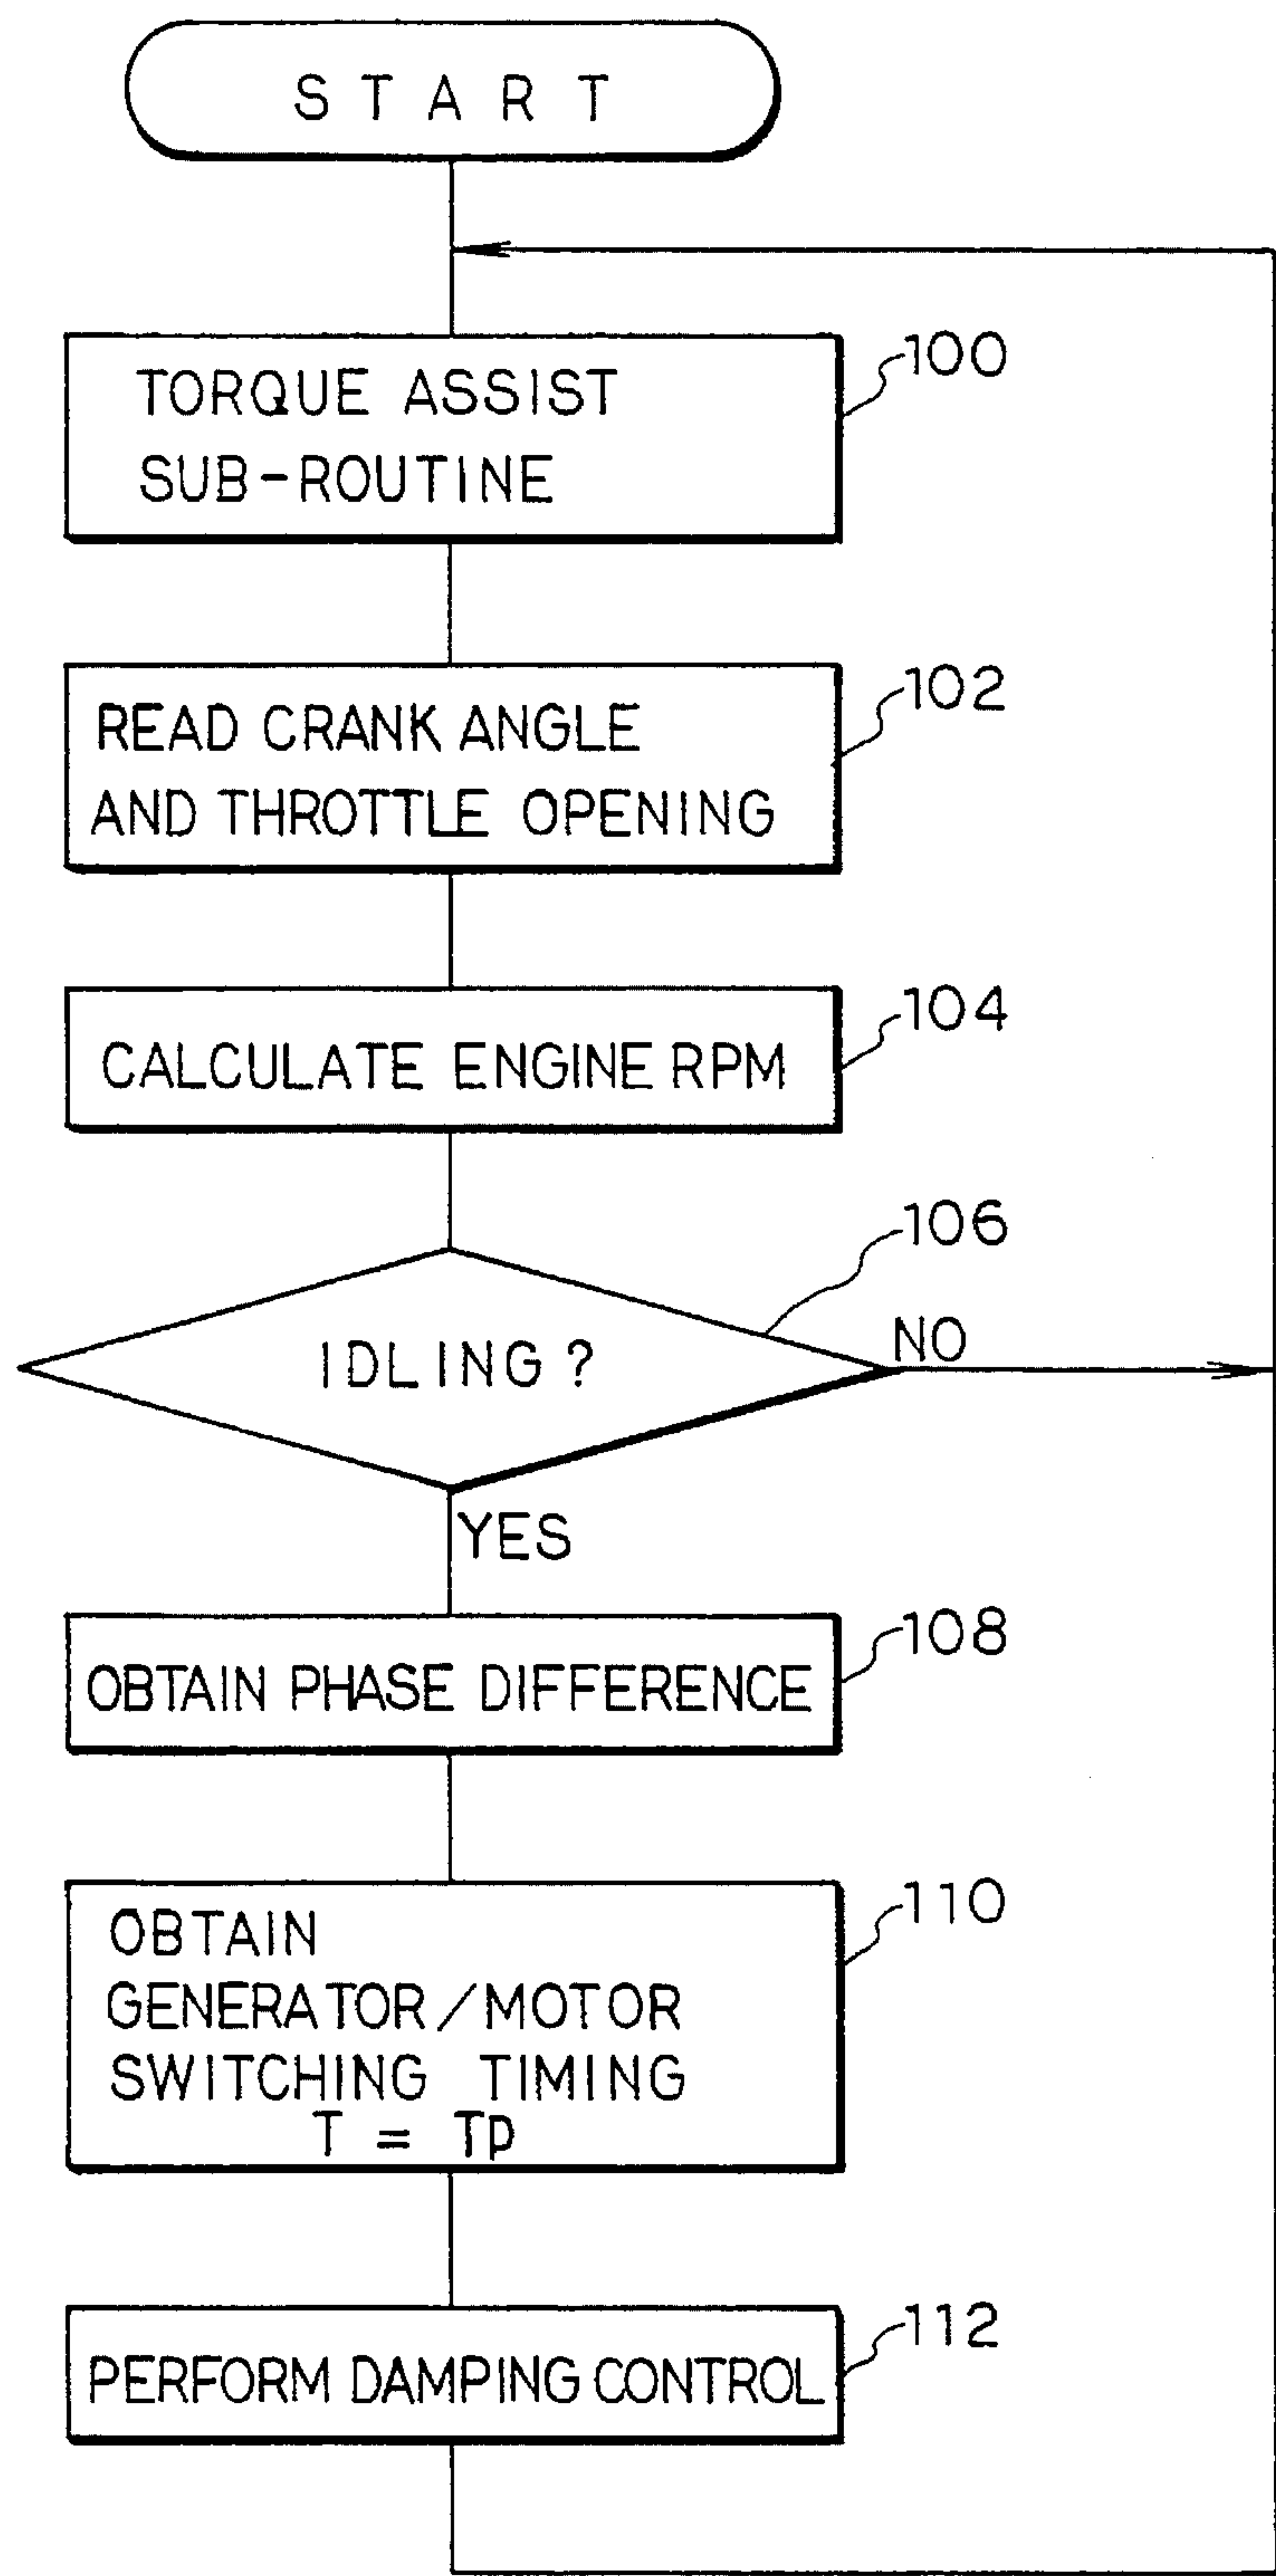 START
100
TORQUE ASSIST
SUB-ROUTINE
102
READ CRANK ANGLE
AND THROTTLE OPENING
104
CALCULATE ENGINE RPM
106
IDLING?
NO
YES
108
OBTAIN PHASE DIFFERENCE
110
OBTAIN
GENERATOR/MOTOR
SWITCHING TIMING
T = Tp
112
PERFORM DAMPING CONTROL